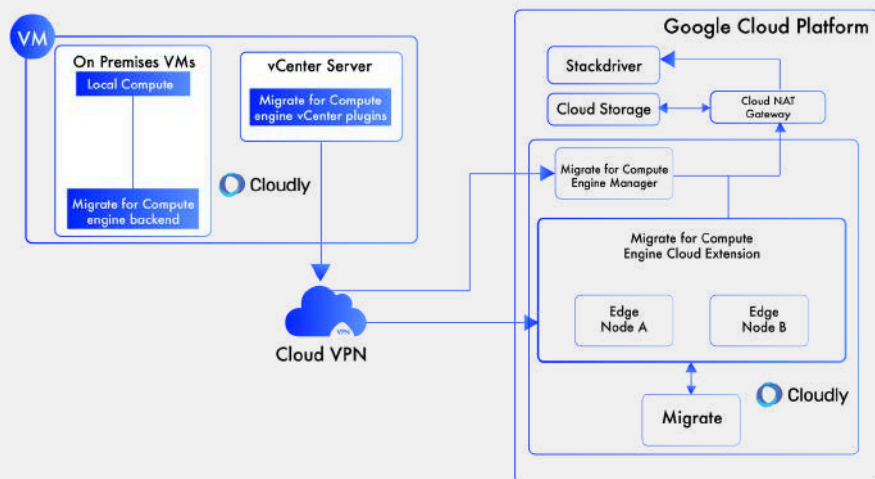 VM
On Premises VMs
Local Compute
Migrate for Compute
engine backend
vCenter Server
Migrate for Compute
engine vCenter plugins
Cloudly
VPN
Cloud VPN
Google Cloud Platform
Stackdriver
Cloud Storage
Cloud NAT
Gateway
Migrate for Compute
Engine Manager
Migrate for Compute
Engine Cloud Extension
Edge
Node A
Edge
Node B
Migrate
Cloudly